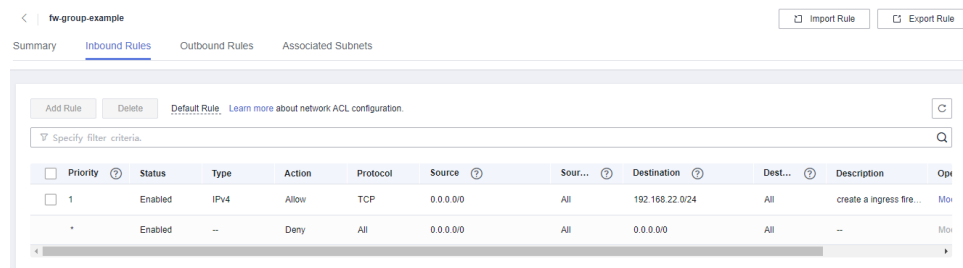 fw-group-example
Import Rule
Export Rule
Summary
Inbound Rules
Outbound Rules
Associated Subnets
Add Rule
Delete
Default Rule Learn more about network ACL configuration.
Specify filter criteria.
Priority ? Status Type Action Protocol Source ? Sour... ? Destination ? Dest... ? Description Ope
1 Enabled IPv4 Allow TCP 0.0.0.0/0 All 192.168.22.0/24 All create a ingress fire... Mo
* Enabled -- Deny All 0.0.0.0/0 All 0.0.0.0/0 All -- Mo